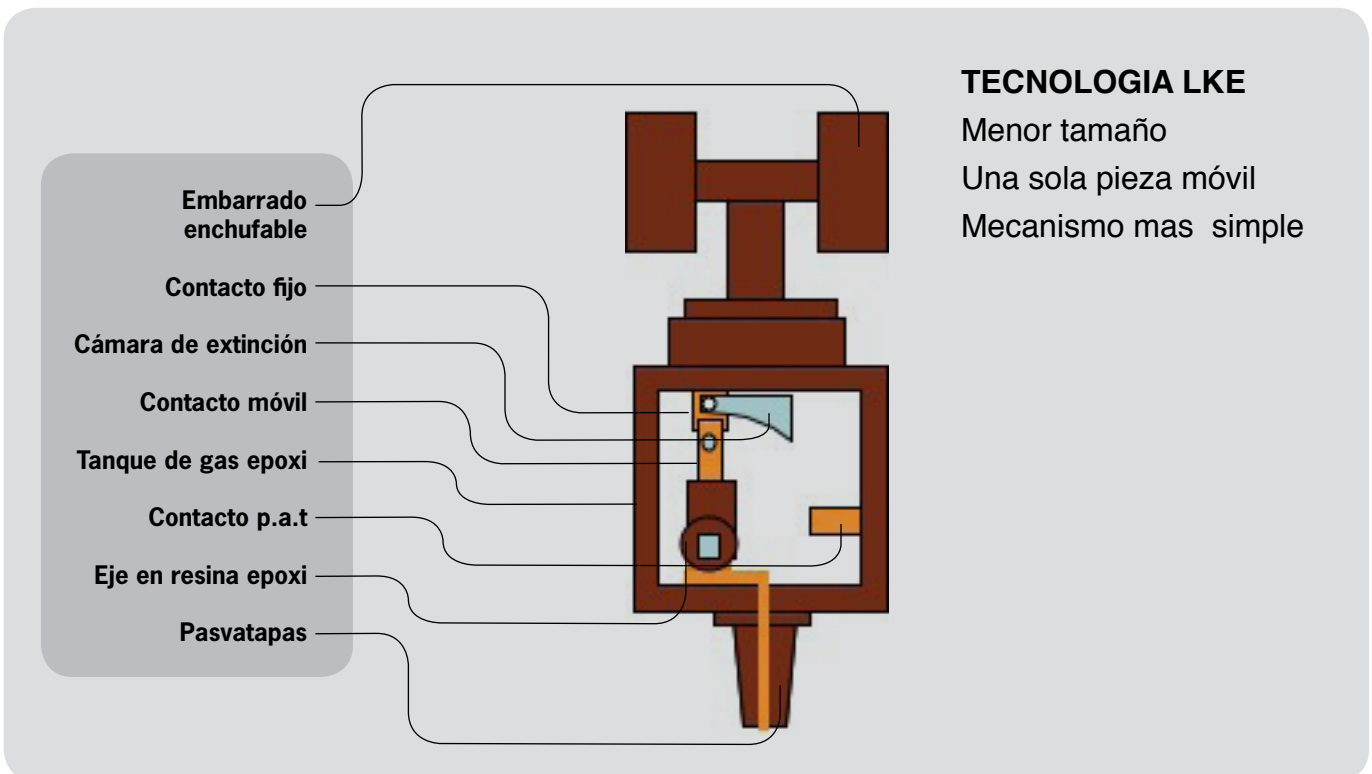 Embarrado
enchufable
Contacto fijo
Cámara de extinción
Contacto móvil
Tanque de gas epoxi
Contacto p.a.t
Eje en resina epoxi
Pasvatapas
TECNOLOGIA LKE
Menor tamaño
Una sola pieza móvil
Mecanismo mas simple